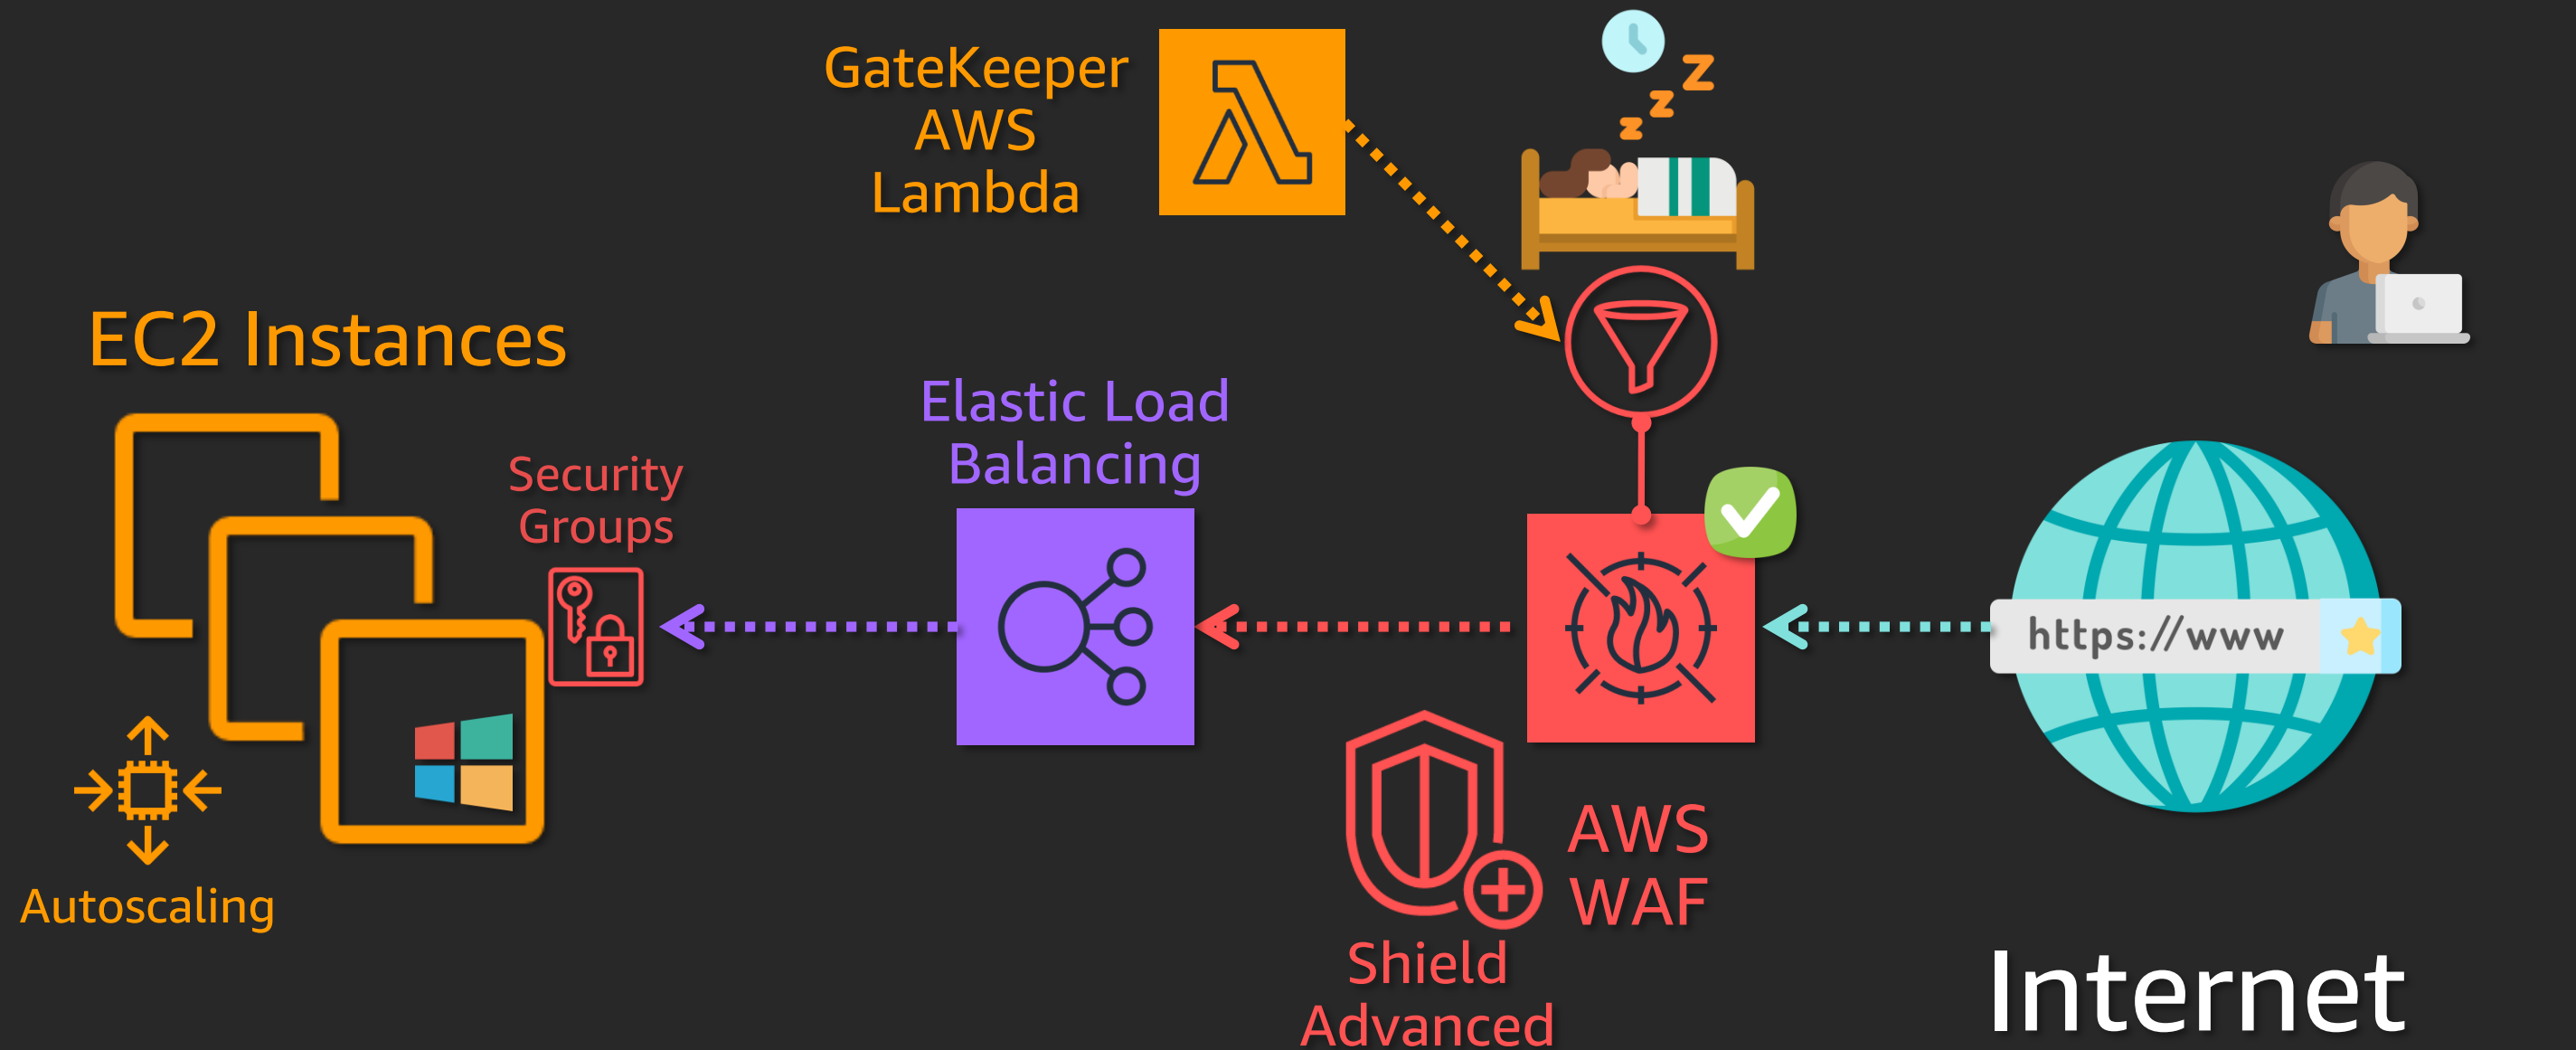 GateKeeper
AWS
Lambda
z
z
Z
EC2 Instances
Elastic Load
Balancing
Security
Groups
https://www
Autoscaling
AWS
WAF
Shield
Advanced
Internet